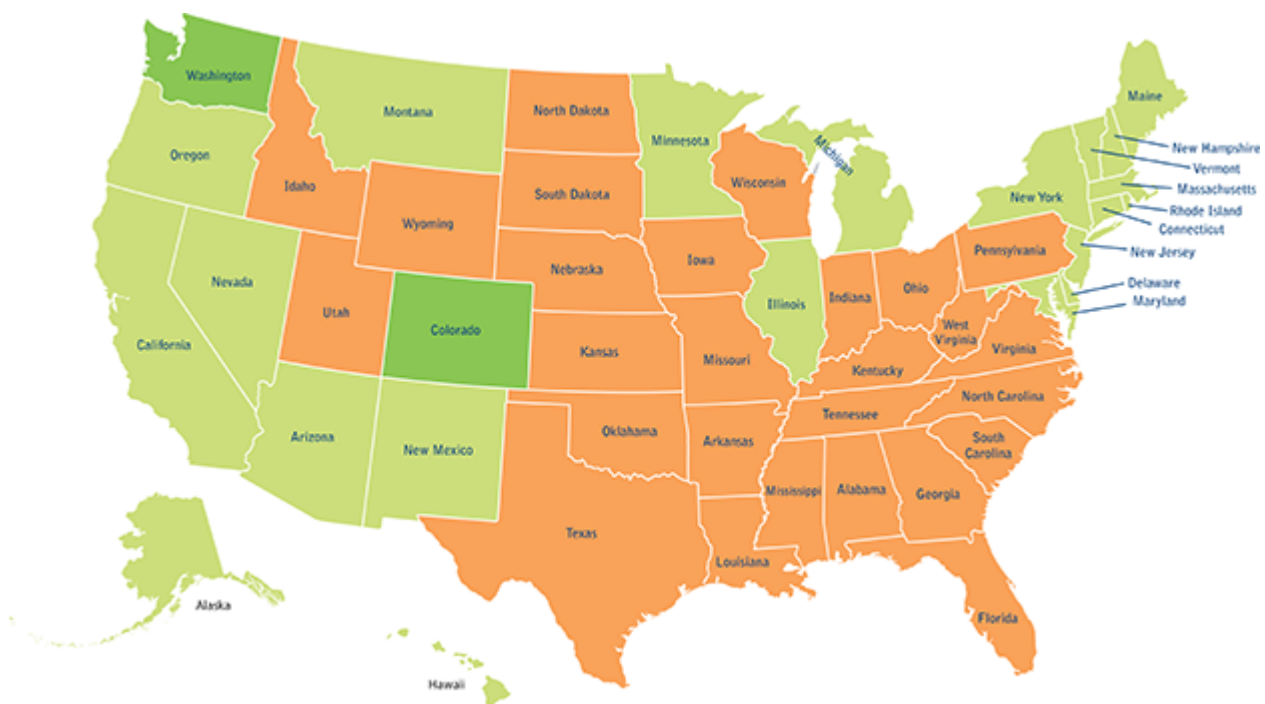 Washington
Montana
North Dakota
Minnesota
Michigan
Maine
Oregon
Idaho
Wyoming
South Dakota
Wisconsin
New York
New Hampshire
Vermont
Massachusetts
Rhode Island
Connecticut
New Jersey
Delaware
Maryland
Nevada
Utah
Colorado
Nebraska
Iowa
Illinois
Indiana
Ohio
Pennsylvania
West
Virginia
Virginia
California
Kansas
Missouri
Kentucky
North Carolina
Tennessee
South
Carolina
Arizona
New Mexico
Oklahoma
Arkansas
Mississippi
Alabama
Georgia
Texas
Louisiana
Florida
Alaska
Hawaii